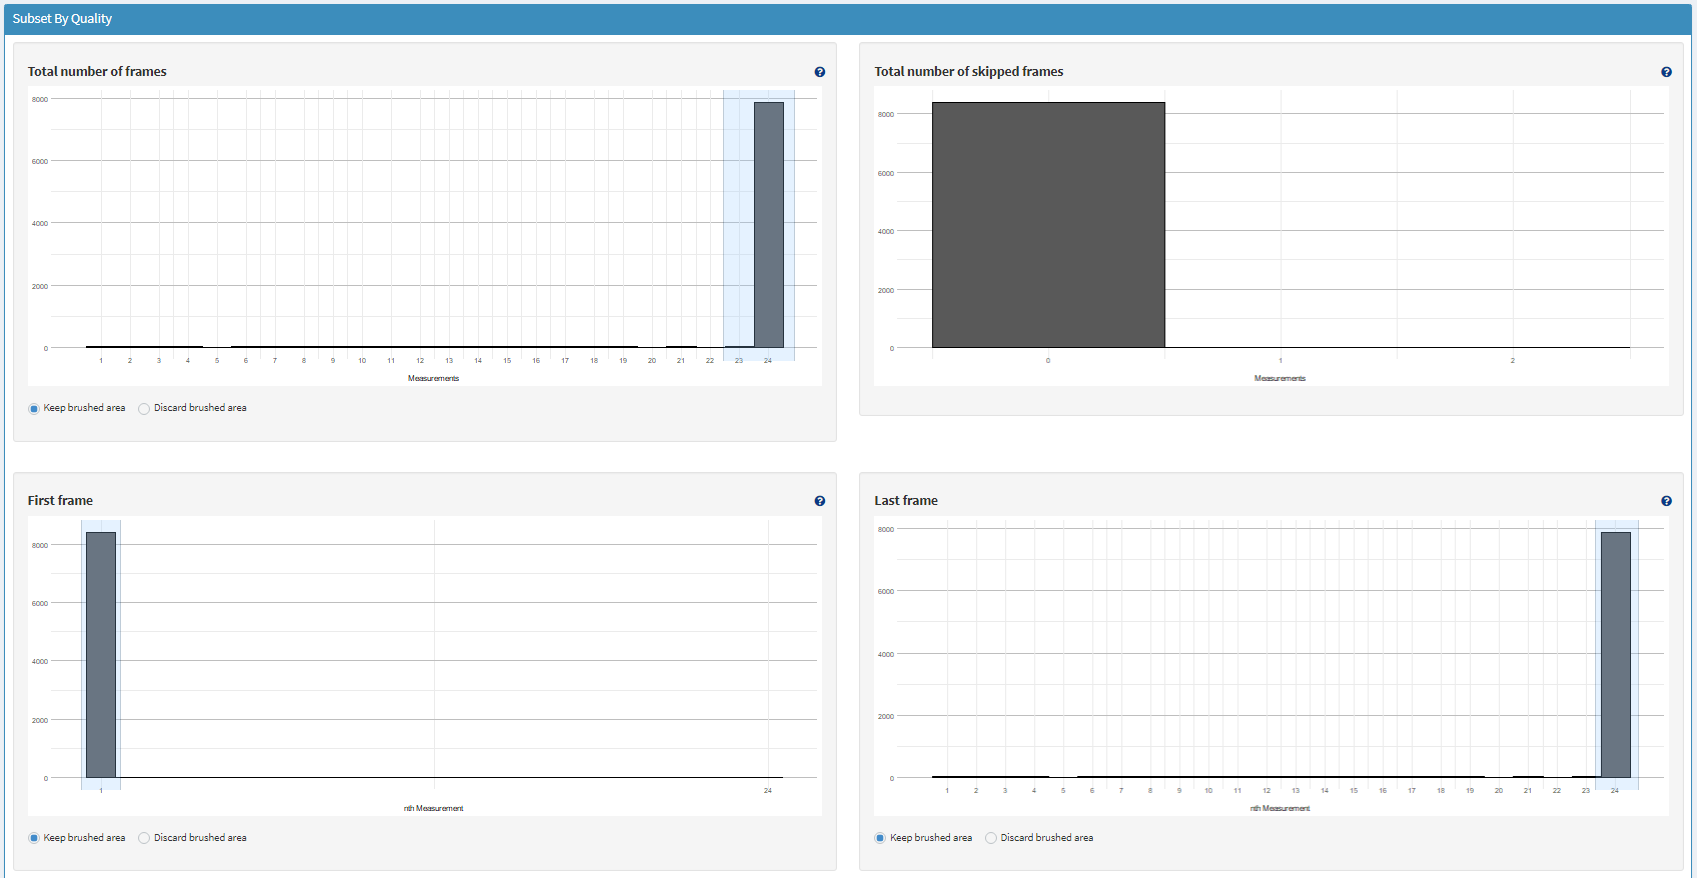 Subset By Quality
Total number of frames
8000
6000
4000
2000
0
1 2 3 4 5 6 7 8 9 10 11 12 13 14 15 16 17 18 19 20 21 22 23 24
Measurements
Keep brushed area Discard brushed area
Total number of skipped frames
8000
6000
4000
2000
0
0 1 2
Measurements
First frame
8000
6000
4000
2000
0
1 24
nth Measurement
Keep brushed area Discard brushed area
Last frame
8000
6000
4000
2000
0
1 2 3 4 5 6 7 8 9 10 11 12 13 14 15 16 17 18 19 20 21 22 23 24
nth Measurement
Keep brushed area Discard brushed area